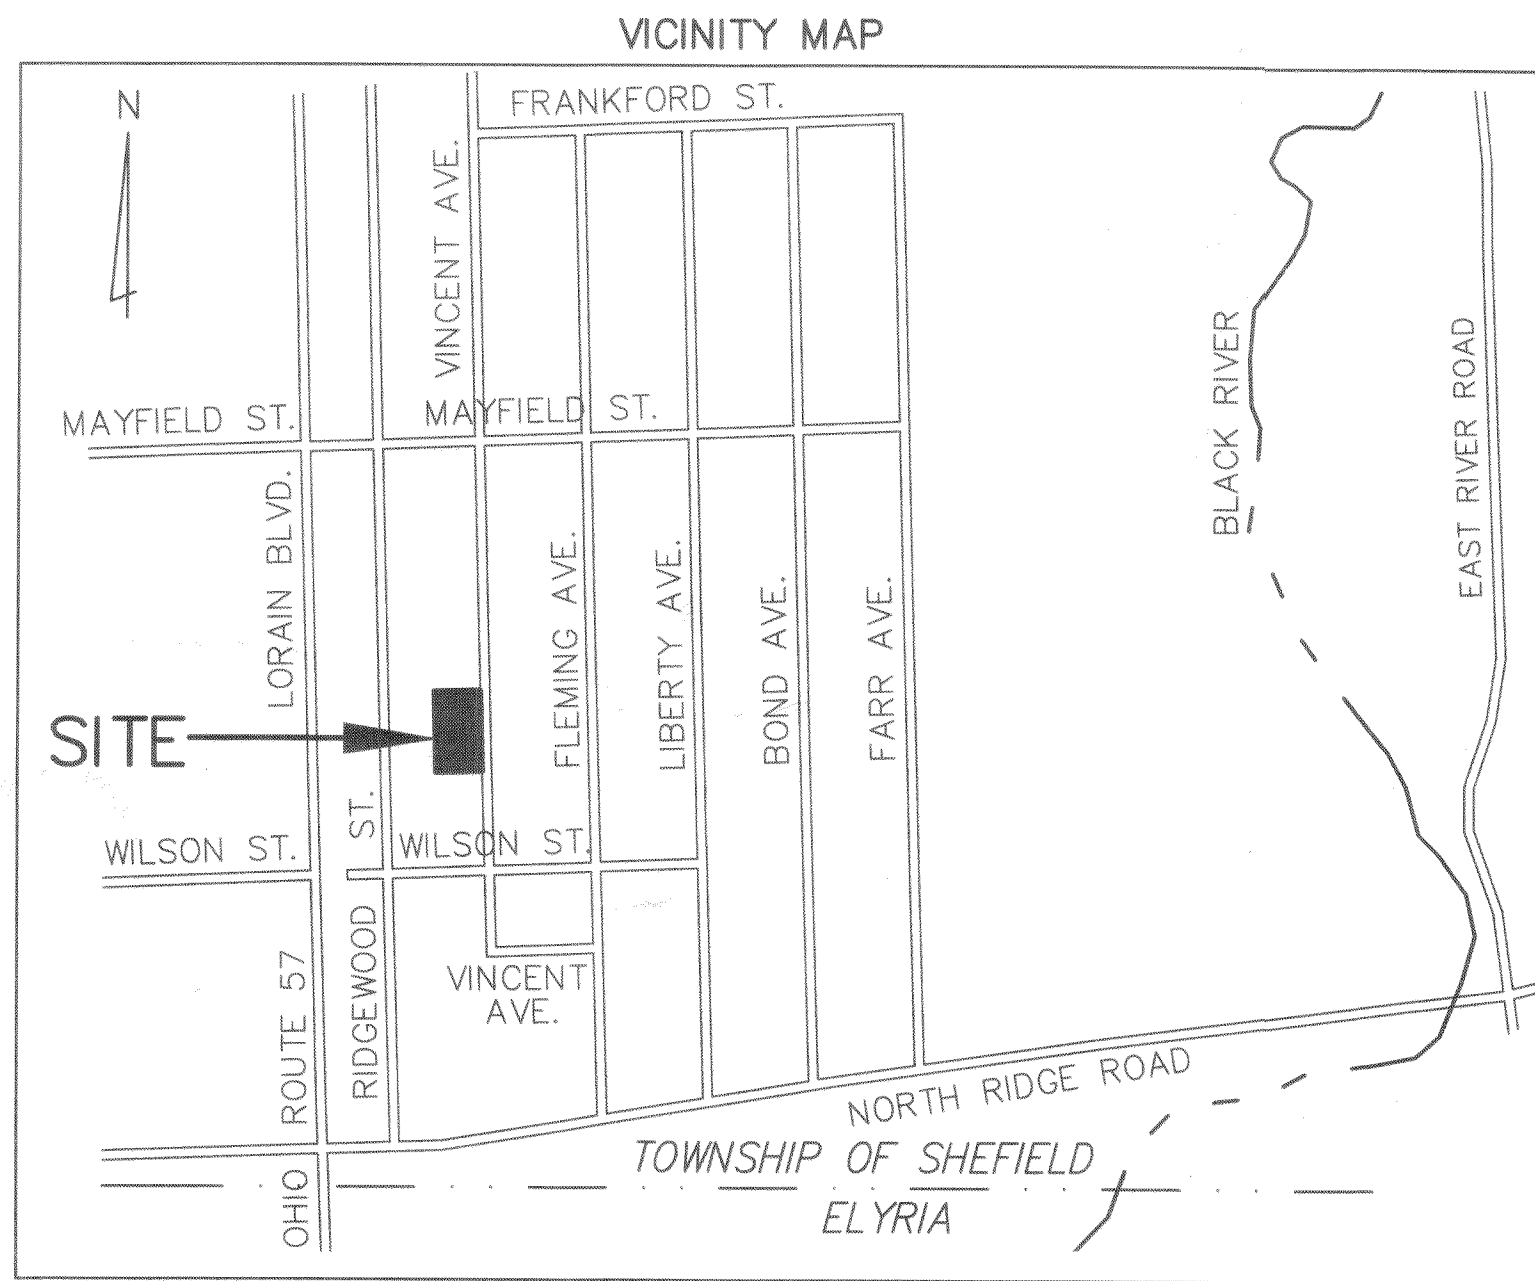 VICINITY MAP
N
FRANKFORD ST.
VINCENT AVE.
MAYFIELD ST.
MAYFIELD ST.
BLACK RIVER
EAST RIVER ROAD
LORAIN BLVD.
FLEMING AVE.
LIBERTY AVE.
BOND AVE.
FARR AVE.
SITE
WILSON ST.
RIDGEWOOD ST.
WILSON ST.
VINCENT
AVE.
OHIO ROUTE 57
NORTH RIDGE ROAD
TOWNSHIP OF SHEFIELD
ELYRIA